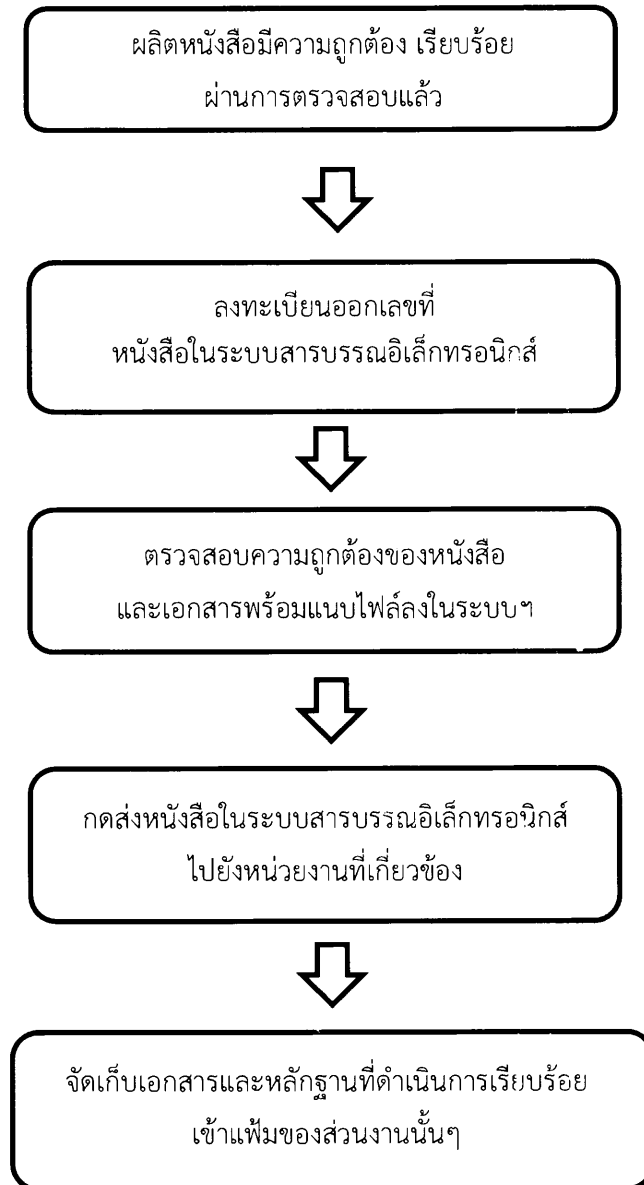 ผลิตหนังสือมีความถูกต้อง เรียบร้อย
ผ่านการตรวจสอบแล้ว
ลงทะเบียนออกเลขที่
หนังสือในระบบสารบรรณอิเล็กทรอนิกส์
ตรวจสอบความถูกต้องของหนังสือ
และเอกสารพร้อมแนบไฟล์ลงในระบบฯ
กดส่งหนังสือในระบบสารบรรณอิเล็กทรอนิกส์
ไปยังหน่วยงานที่เกี่ยวข้อง
จัดเก็บเอกสารและหลักฐานที่ดำเนินการเรียบร้อย
เข้าแฟ้มของส่วนงานนั้นๆ